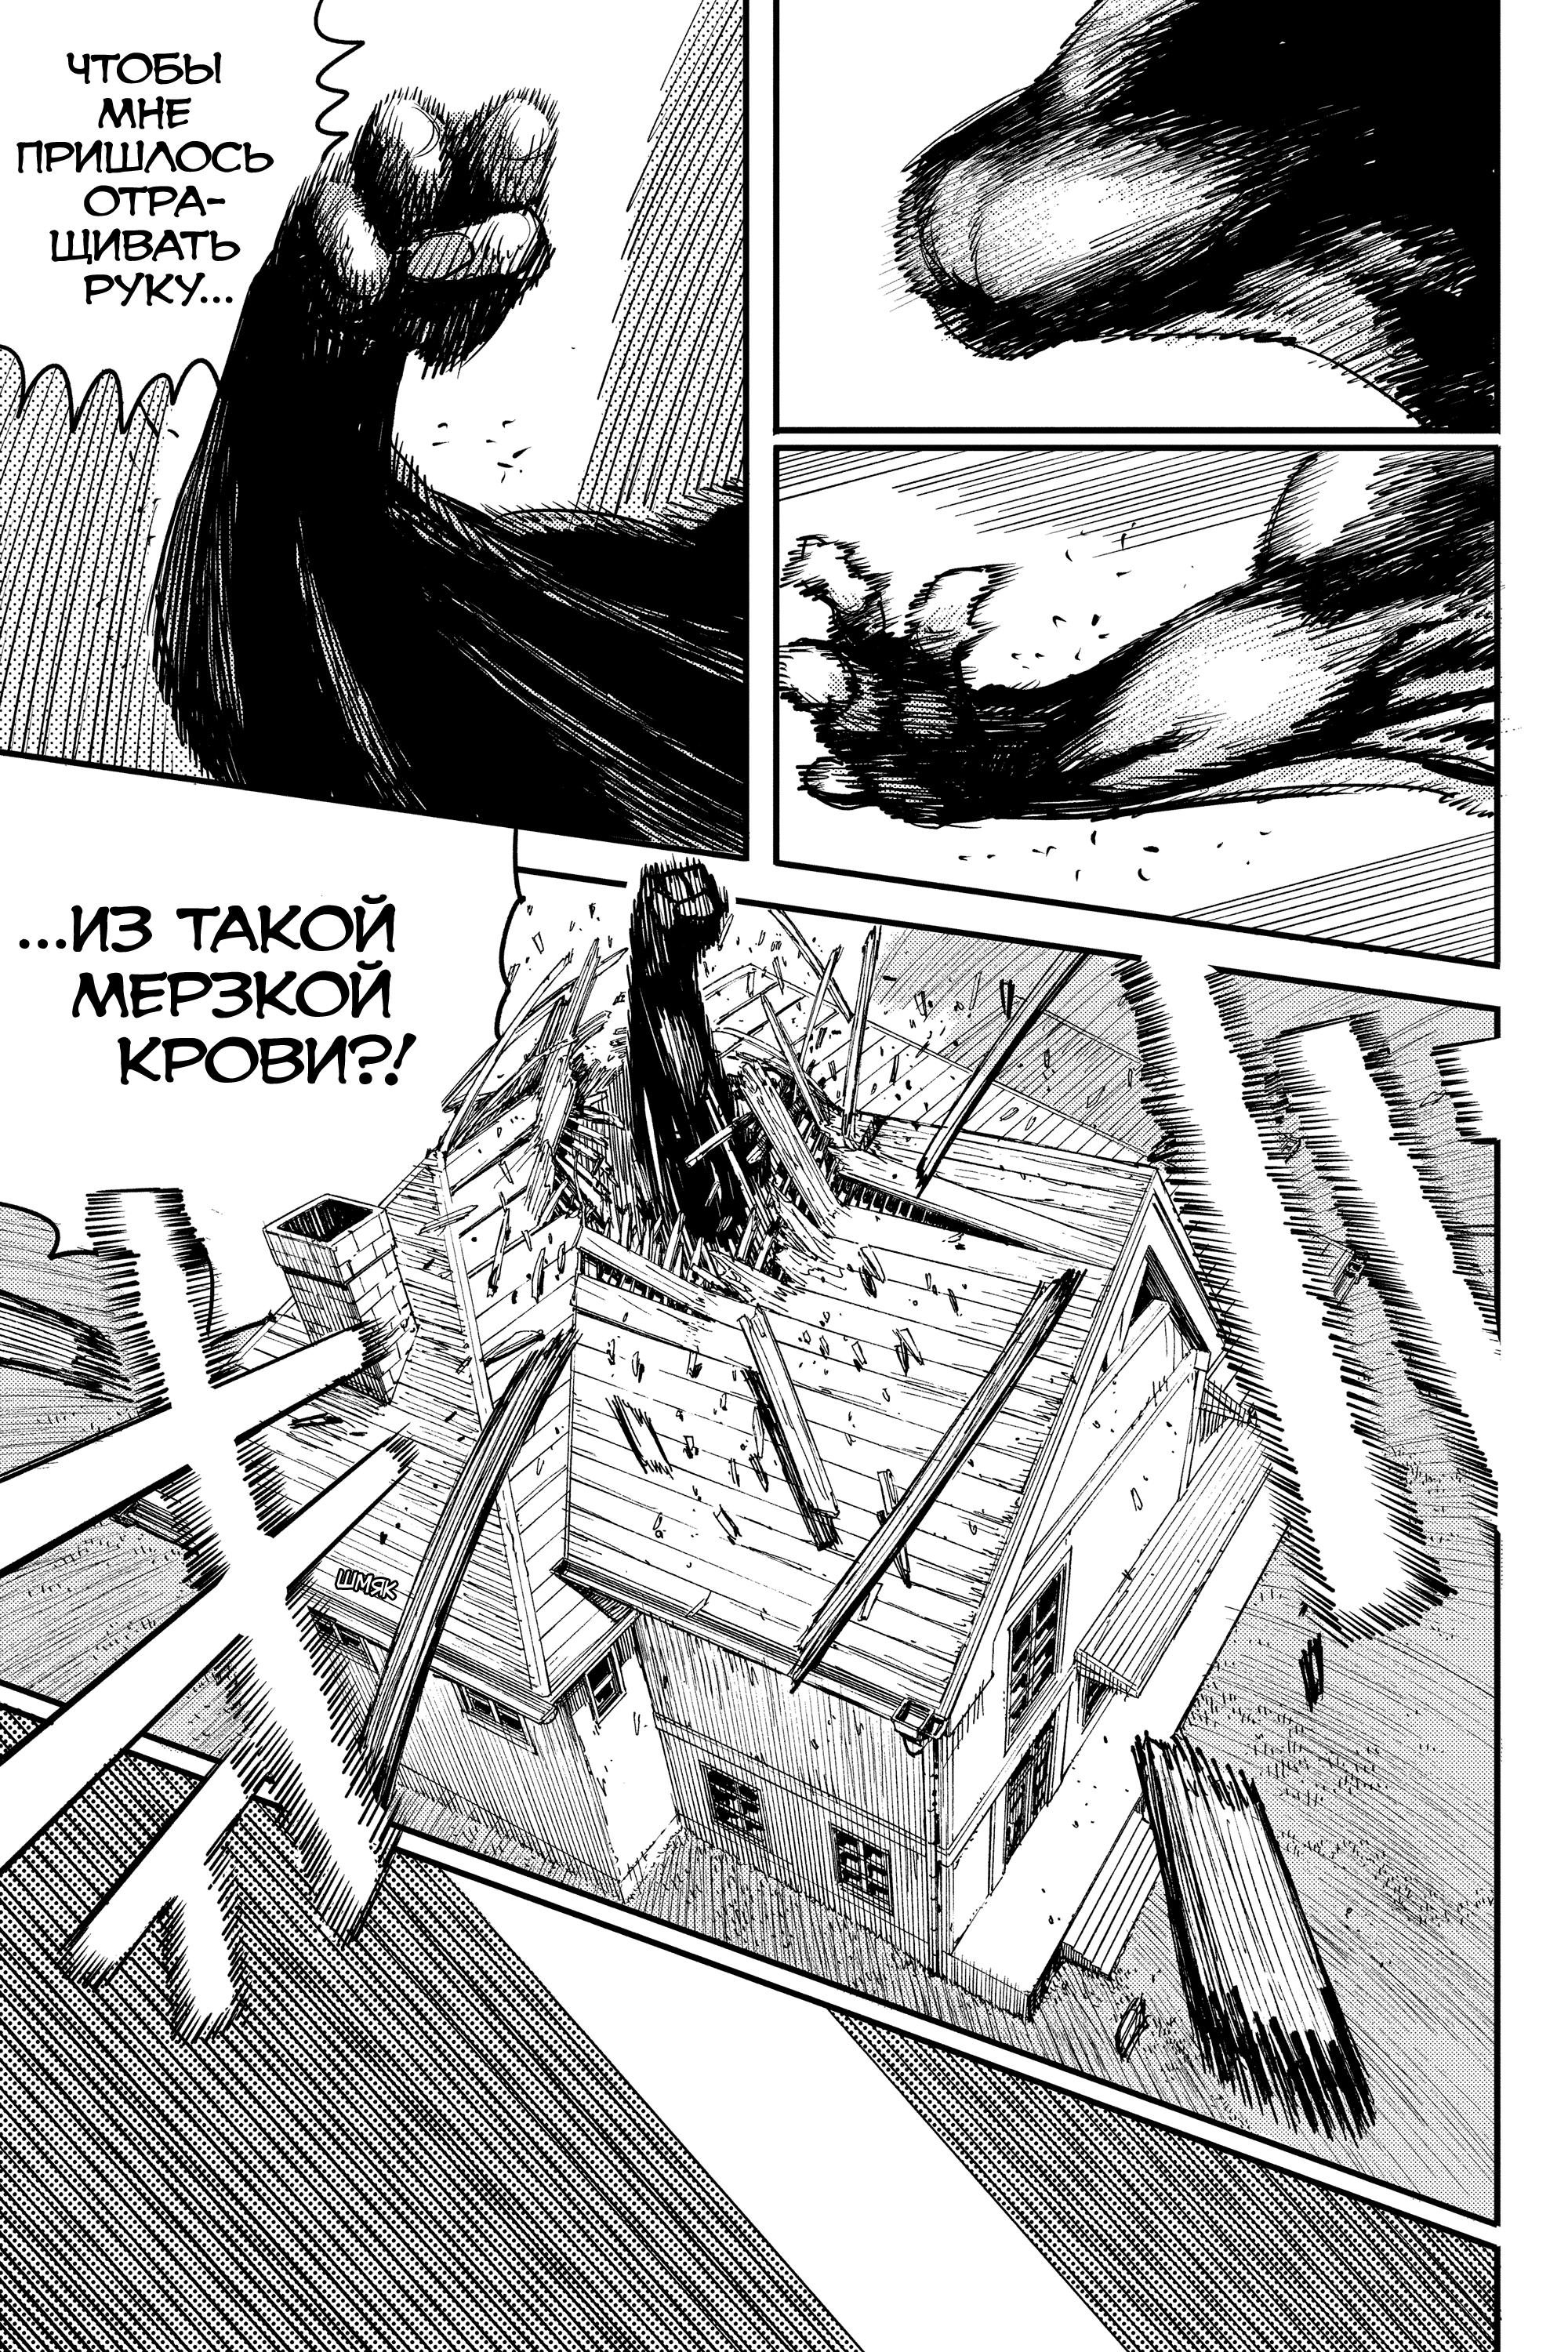 ЧТОБЫ
МНЕ
ПРИШЛОСЬ
ОТРА-
ЩИВАТЬ
РУКУ...
...ИЗ ТАКОЙ
МЕРЗКОЙ
КРОВИ?!
ШМЯК